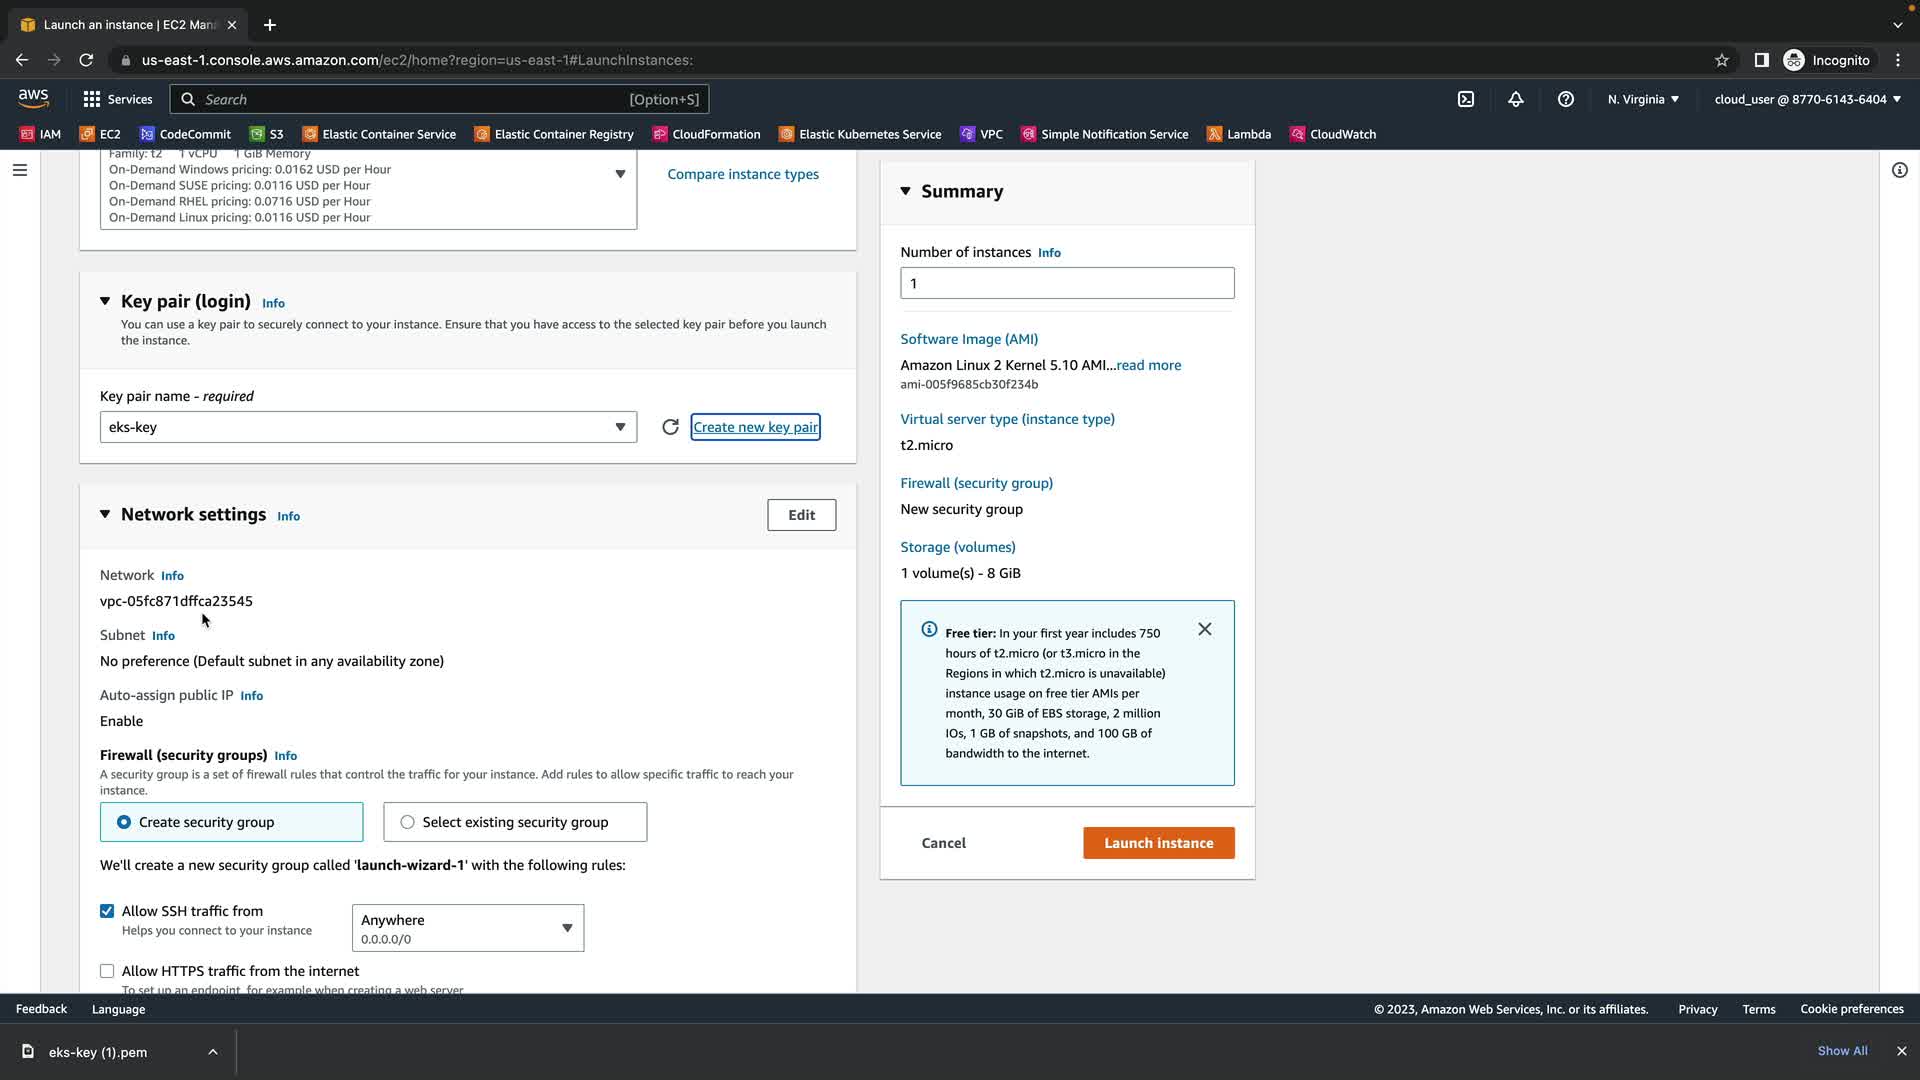 Launch an instance | EC2 Man
us-east-1.console.aws.amazon.com/ec2/home?region=us-east-1#LaunchInstances:
Incognito
aws
Services
Search
[Option+S]
N. Virginia
cloud_user @ 8770-6143-6404
IAM
EC2
CodeCommit
S3
Elastic Container Service
Elastic Container Registry
CloudFormation
Elastic Kubernetes Service
VPC
Simple Notification Service
Lambda
CloudWatch
Family: t2 1 vCPU 1 GiB Memory
On-Demand Windows pricing: 0.0162 USD per Hour
On-Demand SUSE pricing: 0.0116 USD per Hour
On-Demand RHEL pricing: 0.0716 USD per Hour
On-Demand Linux pricing: 0.0116 USD per Hour
Compare instance types
Key pair (login) Info
You can use a key pair to securely connect to your instance. Ensure that you have access to the selected key pair before you launch
the instance.
Key pair name - required
eks-key
Create new key pair
Network settings Info
Edit
Network Info
vpc-05fc871dffca23545
Subnet Info
No preference (Default subnet in any availability zone)
Auto-assign public IP Info
Enable
Firewall (security groups) Info
A security group is a set of firewall rules that control the traffic for your instance. Add rules to allow specific traffic to reach your
instance.
Create security group
Select existing security group
We'll create a new security group called 'launch-wizard-1' with the following rules:
Allow SSH traffic from
Helps you connect to your instance
Anywhere
0.0.0.0/0
Allow HTTPS traffic from the internet
To set up an endpoint, for example when creating a web server
Summary
Number of instances Info
1
Software Image (AMI)
Amazon Linux 2 Kernel 5.10 AMI...read more
ami-005f9685cb30f234b
Virtual server type (instance type)
t2.micro
Firewall (security group)
New security group
Storage (volumes)
1 volume(s) - 8 GiB
Free tier: In your first year includes 750
hours of t2.micro (or t3.micro in the
Regions in which t2.micro is unavailable)
instance usage on free tier AMIs per
month, 30 GiB of EBS storage, 2 million
IOs, 1 GB of snapshots, and 100 GB of
bandwidth to the internet.
Cancel
Launch instance
Feedback
Language
© 2023, Amazon Web Services, Inc. or its affiliates.
Privacy
Terms
Cookie preferences
eks-key (1).pem
Show All